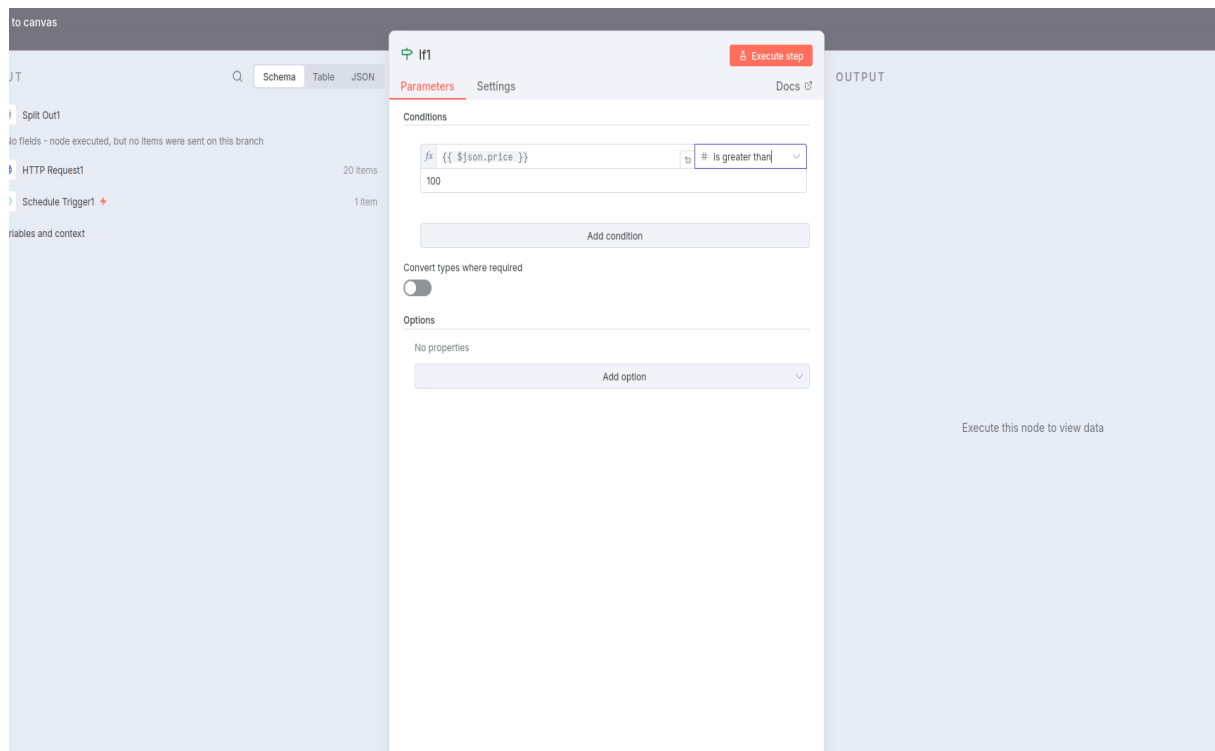 to canvas
If1
Execute step
UT
Schema Table JSON
Parameters Settings Docs
OUTPUT
Conditions
Split Out1
No fields - node executed, but no items were sent on this branch
fx {{ $json.price }} # is greater than
HTTP Request1 20 items
100
Schedule Trigger1 1 item
riables and context
Add condition
Convert types where required
Options
No properties
Add option
Execute this node to view data